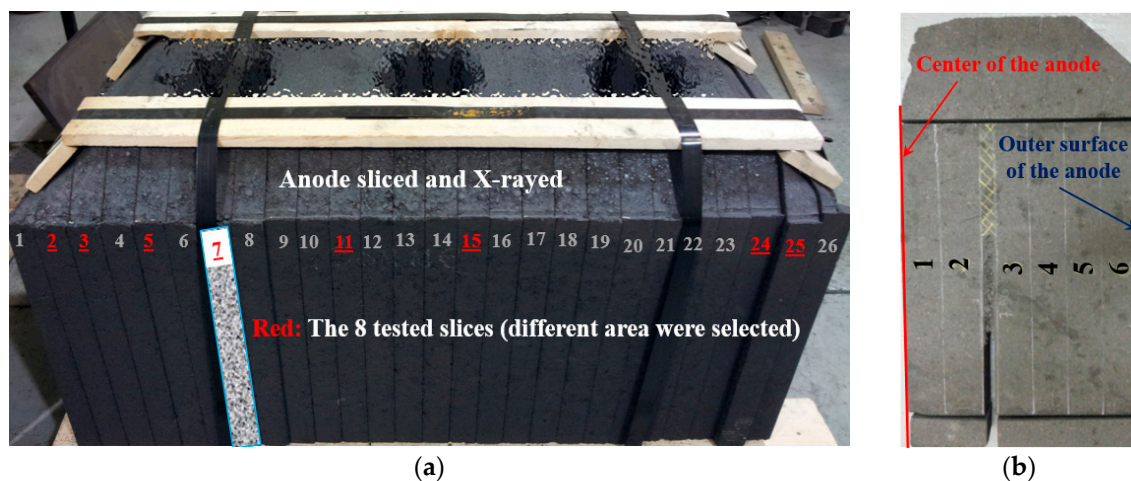 Anode sliced and X-rayed
1 2 3 4 5 6 7 8 9 10 11 12 13 14 15 16 17 18 19 20 21 22 23 24 25 26
Red: The 8 tested slices (different area were selected)
(a)
Center of the anode
Outer surface
of the anode
1 2 3 4 5 6
(b)